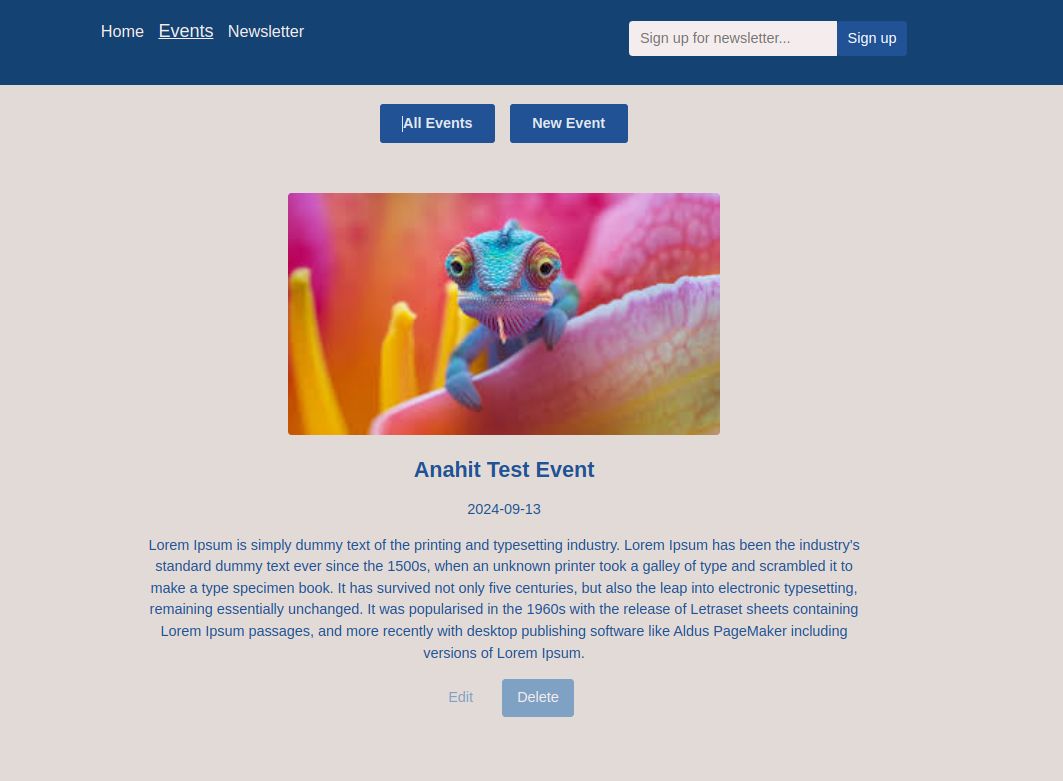 Home Events Newsletter
Sign up for newsletter... Sign up
All Events New Event
Anahit Test Event
2024-09-13
Lorem Ipsum is simply dummy text of the printing and typesetting industry. Lorem Ipsum has been the industry's
standard dummy text ever since the 1500s, when an unknown printer took a galley of type and scrambled it to
make a type specimen book. It has survived not only five centuries, but also the leap into electronic typesetting,
remaining essentially unchanged. It was popularised in the 1960s with the release of Letraset sheets containing
Lorem Ipsum passages, and more recently with desktop publishing software like Aldus PageMaker including
versions of Lorem Ipsum.
Edit Delete